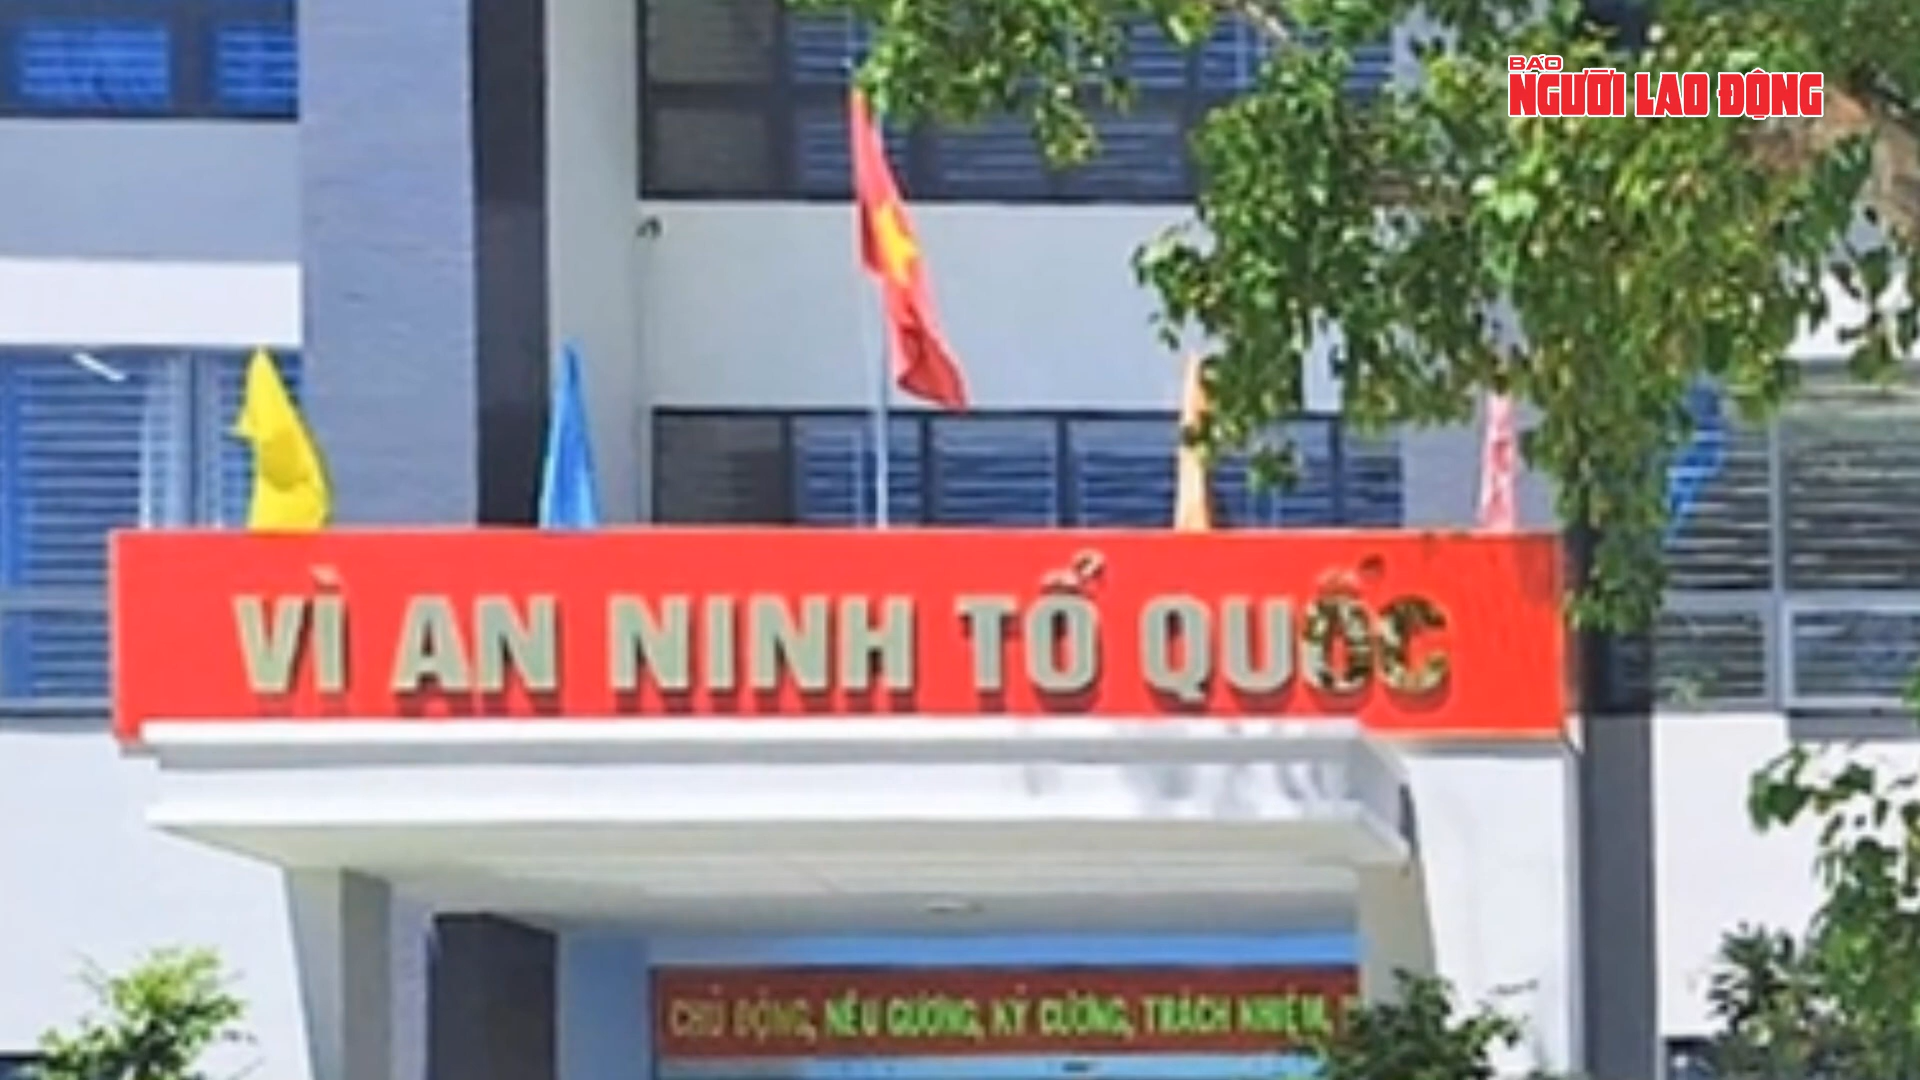 BÁO
NGƯỜI LAO ĐỘNG
VÌ AN NINH TỔ QUỐC
CHỦ ĐỘNG, NÊU GƯƠNG, KỶ CƯƠNG, TRÁCH NHIỆM,